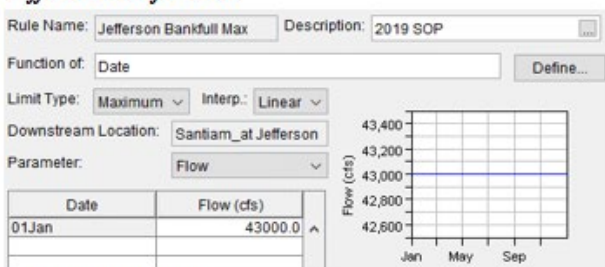 Rule Name: Jefferson Bankfull Max Description: 2019 SOP ...
Function of: Date Define...
Limit Type: Maximum Interp.: Linear
Downstream Location: Santiam_at Jefferson
Parameter: Flow
Date Flow (cfs)
01Jan 43000.0
Flow (cfs)
43,400
43,200
43,000
42,800
42,600
Jan May Sep